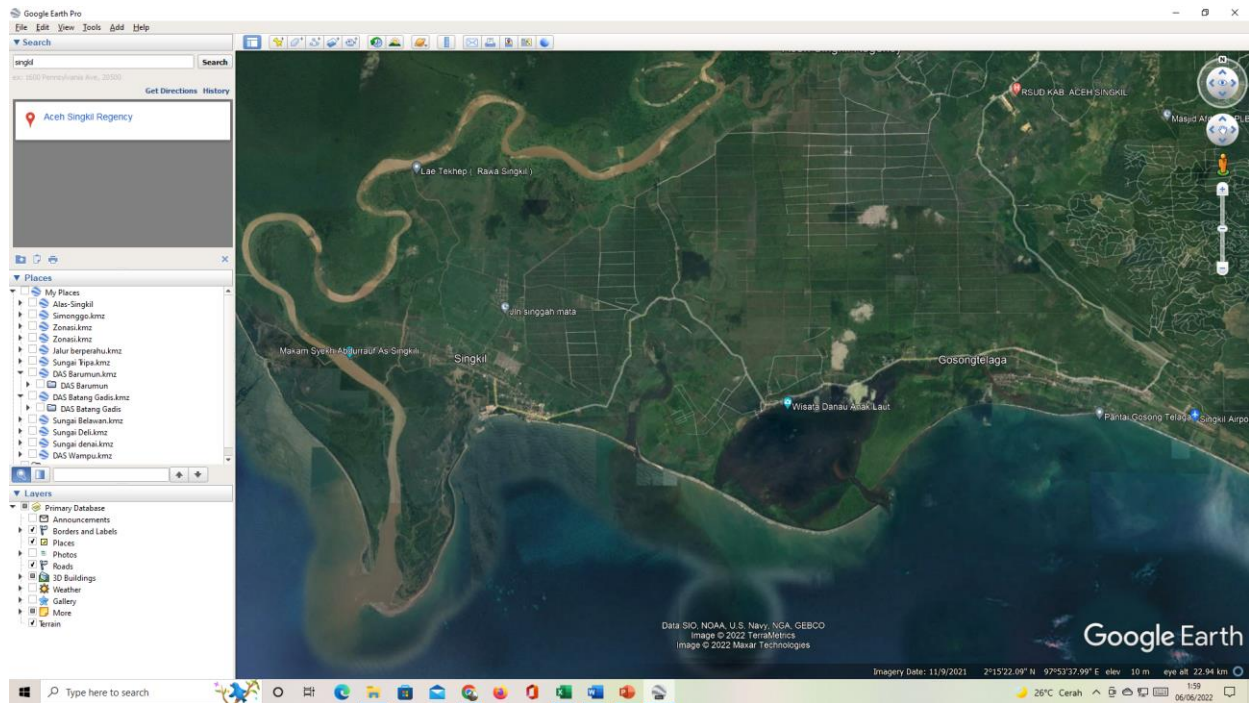 Google Earth Pro
File Edit View Tools Add Help
Search
singkil
Search
ex: 1600 Pennsylvania Ave, 20500
Get Directions History
Aceh Singkil Regency
Places
My Places
Alas-Singkil
Simonggo.kmz
Zonasi.kmz
Zonasi.kmz
Jalur berperahu.kmz
Sungai Tripa.kmz
DAS Barumun.kmz
DAS Barumun
DAS Batang Gadis.kmz
DAS Batang Gadis
Sungai Belawan.kmz
Sungai Deli.kmz
Sungai denai.kmz
DAS Wampu.kmz
Layers
Primary Database
Announcements
Borders and Labels
Places
Photos
Roads
3D Buildings
Weather
Gallery
More
Terrain
RSUD KAB. ACEH SINGKIL
Masjid
Lae Tekhep ( Rawa Singkil )
Jln singgah mata
Makam Syekh Abdurrauf As-Singkili
Singkil
Gosongtelaga
Wisata Danau Anak Laut
Pantai Gosong Telaga
Singkil Airpo
Data SIO, NOAA, U.S. Navy, NGA, GEBCO
Image © 2022 TerraMetrics
Image © 2022 Maxar Technologies
Google Earth
Imagery Date: 11/9/2021 2°15'22.09" N 97°53'37.99" E elev 10 m eye alt 22.94 km
Type here to search
26°C Cerah
1:59
06/06/2022